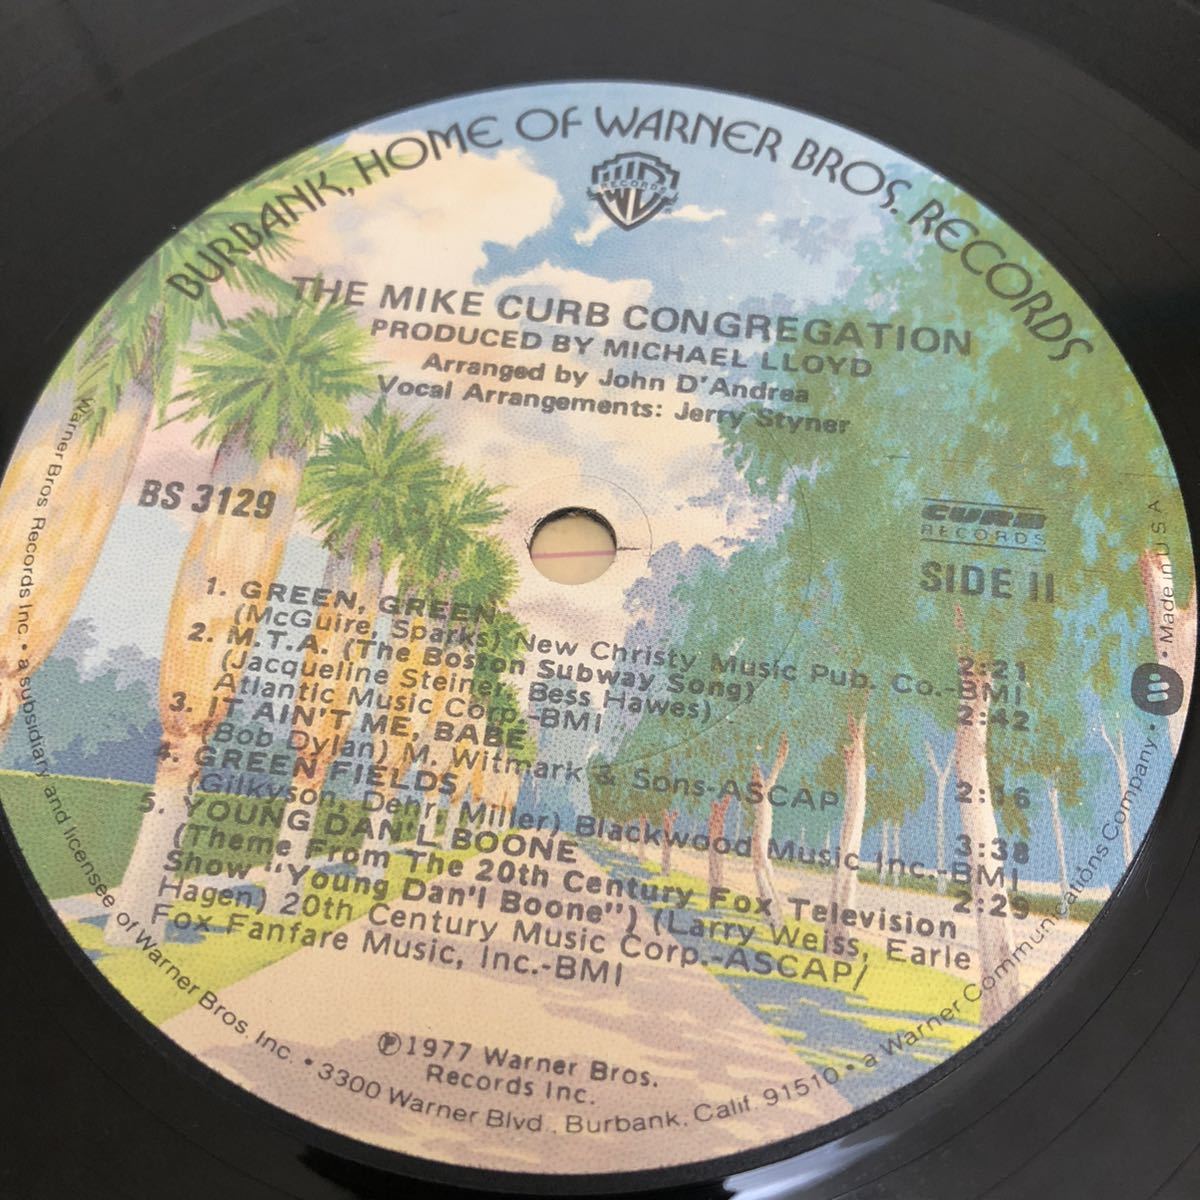 BURBANK, HOME OF WARNER BROS. RECORDS
RECORDS
THE MIKE CURB CONGREGATION
PRODUCED BY MICHAEL LLOYD
Arranged by John D'Andrea
Vocal Arrangements: Jerry Styner
BS 3129
CURB
RECORDS
SIDE II
1. GREEN, GREEN
(McGuire, Sparks) New Christy Music Pub. Co.-BMI 2:21
2. M.T.A. (The Boston Subway Song)
(Jacqueline Steiner, Bess Hawes)
Atlantic Music Corp.-BMI 2:42
3. IT AIN'T ME, BABE
(Bob Dylan) M. Witmark & Sons-ASCAP 2:16
4. GREEN FIELDS
(Gilkyson, Dehr, Miller) Blackwood Music Inc.-BMI 3:38
5. YOUNG DAN'L BOONE 2:29
(Theme From The 20th Century Fox Television
Show "Young Dan'l Boone") (Larry Weiss, Earle
Hagen) 20th Century Music Corp.-ASCAP/
Fox Fanfare Music, Inc.-BMI
℗1977 Warner Bros.
Records Inc.
Warner Bros Records Inc. • a subsidiary and licensee of Warner Bros. Inc. • 3300 Warner Blvd., Burbank, Calif. 91510 • a Warner Communications Company • Made in U S A